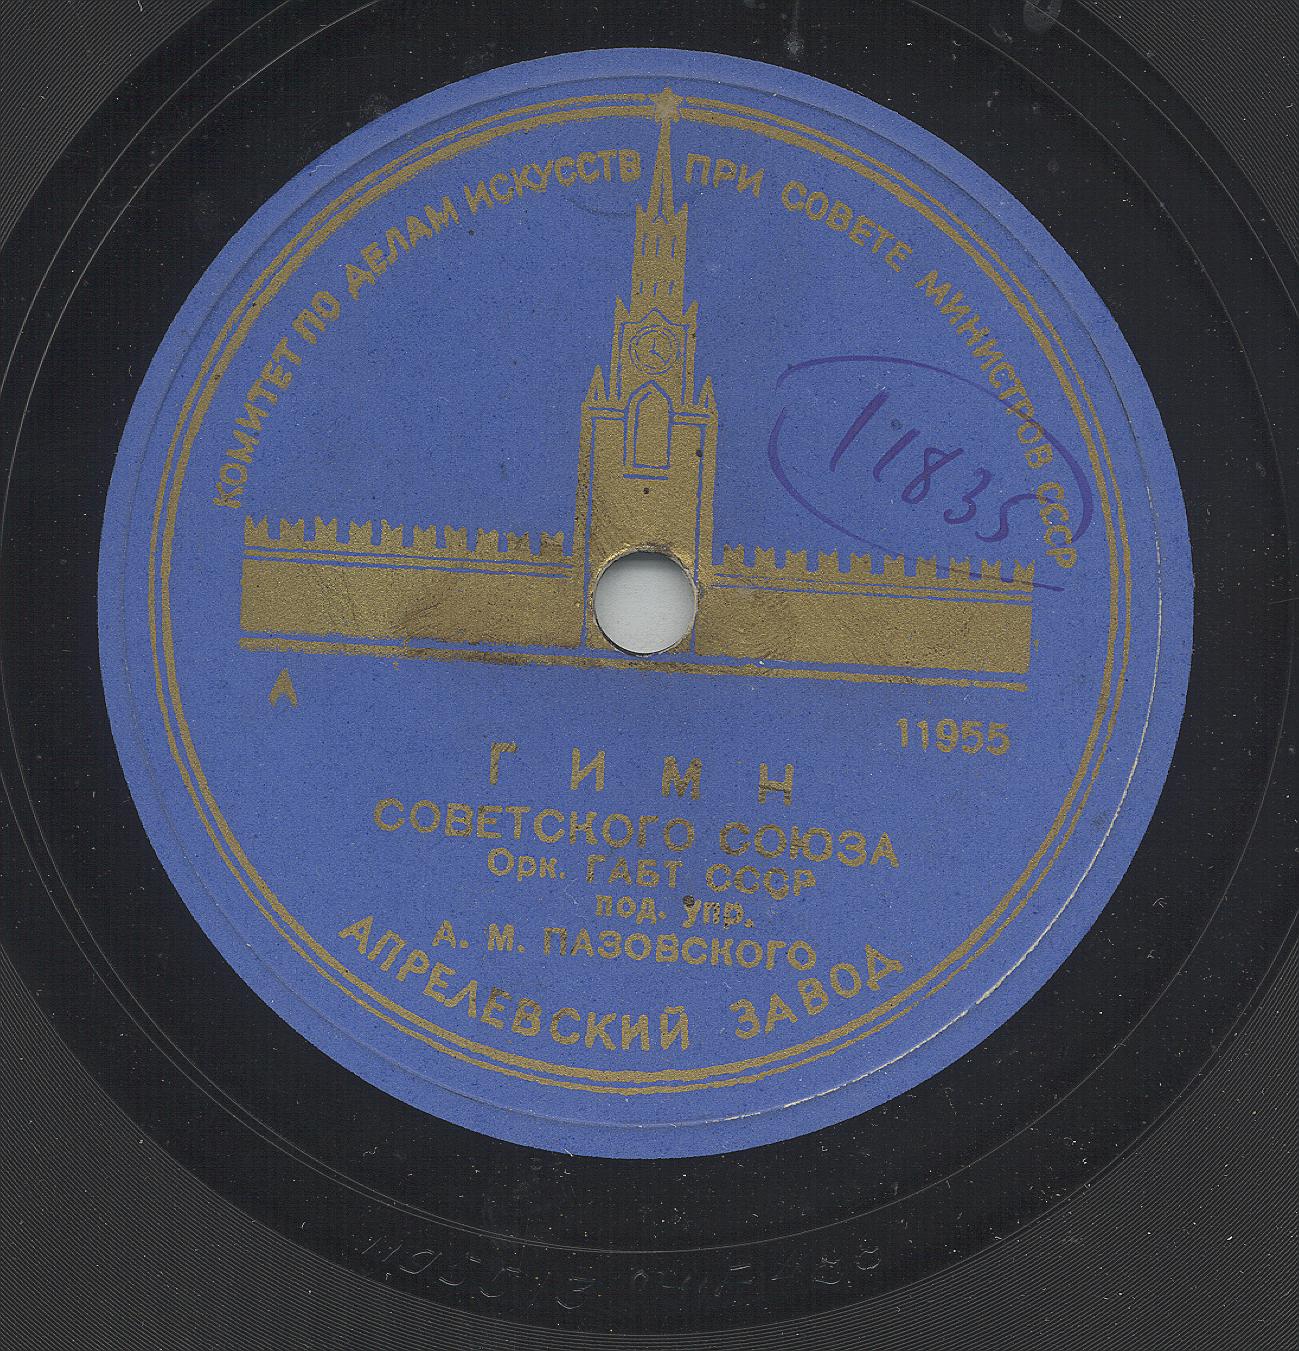 КОМИТЕТ ПО ДЕЛАМ ИСКУССТВ ПРИ СОВЕТЕ МИНИСТРОВ СССР
11835
А
11955
ГИМН
СОВЕТСКОГО СОЮЗА
Орк. ГАБТ СССР
под. упр.
А. М. ПАЗОВСКОГО
АПРЕЛЕВСКИЙ ЗАВОД